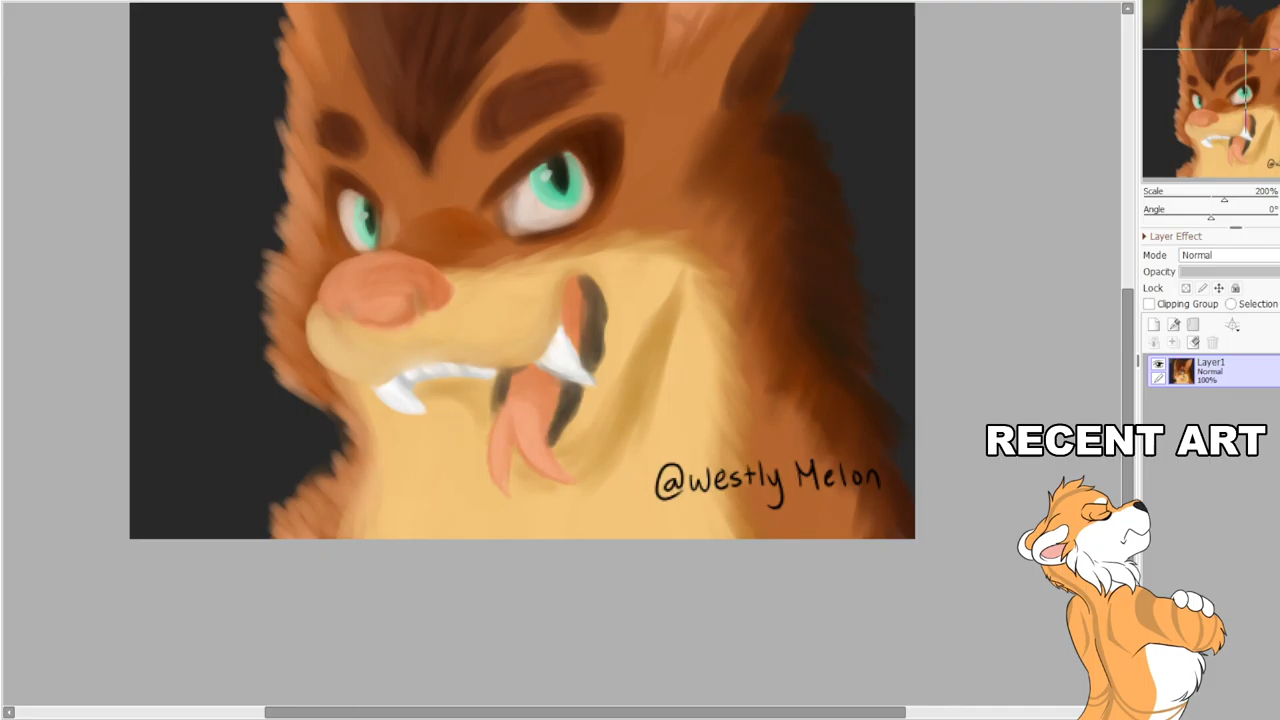 Scale 200%
Angle 0°
Layer Effect
Mode Normal
Opacity
Lock
Clipping Group Selection
Layer1
Normal
100%
RECENT ART
@Westly Melon